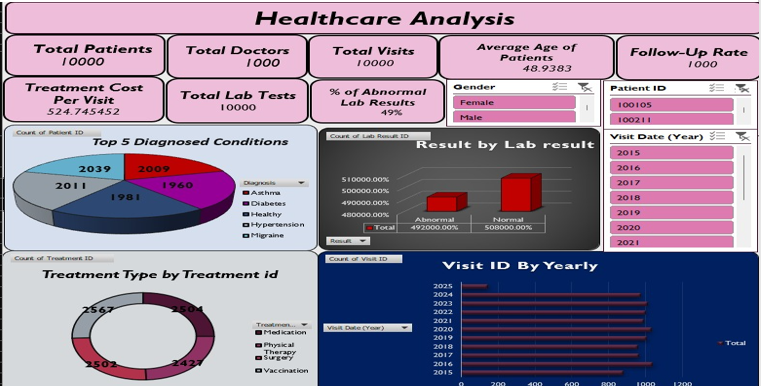 Healthcare Analysis
Total Patients
10000
Total Doctors
1000
Total Visits
10000
Average Age of
Patients
48.9383
Follow-Up Rate
1000
Treatment Cost
Per Visit
524.745452
Total Lab Tests
10000
% of Abnormal
Lab Results
49%
Gender
Female
Male
Patient ID
100105
100211
Visit Date (Year)
2015
2016
2017
2018
2019
2020
2021
Count of Patient ID
Top 5 Diagnosed Conditions
2039
2009
2011
1960
1981
Diagnosis
Asthma
Diabetes
Healthy
Hypertension
Migraine
Count of Lab Result ID
Result by Lab result
510000.00%
500000.00%
490000.00%
480000.00%
Abnormal Normal
Total 492000.00% 508000.00%
Result
Count of Treatment ID
Treatment Type by Treatment id
2567
2504
2502
2427
Treatmen...
Medication
Physical
Therapy
Surgery
Vaccination
Count of Visit ID
Visit ID By Yearly
Visit Date (Year)
2025
2024
2023
2022
2021
2020
2019
2018
2017
2016
2015
0 200 400 600 800 1000 1200
Total